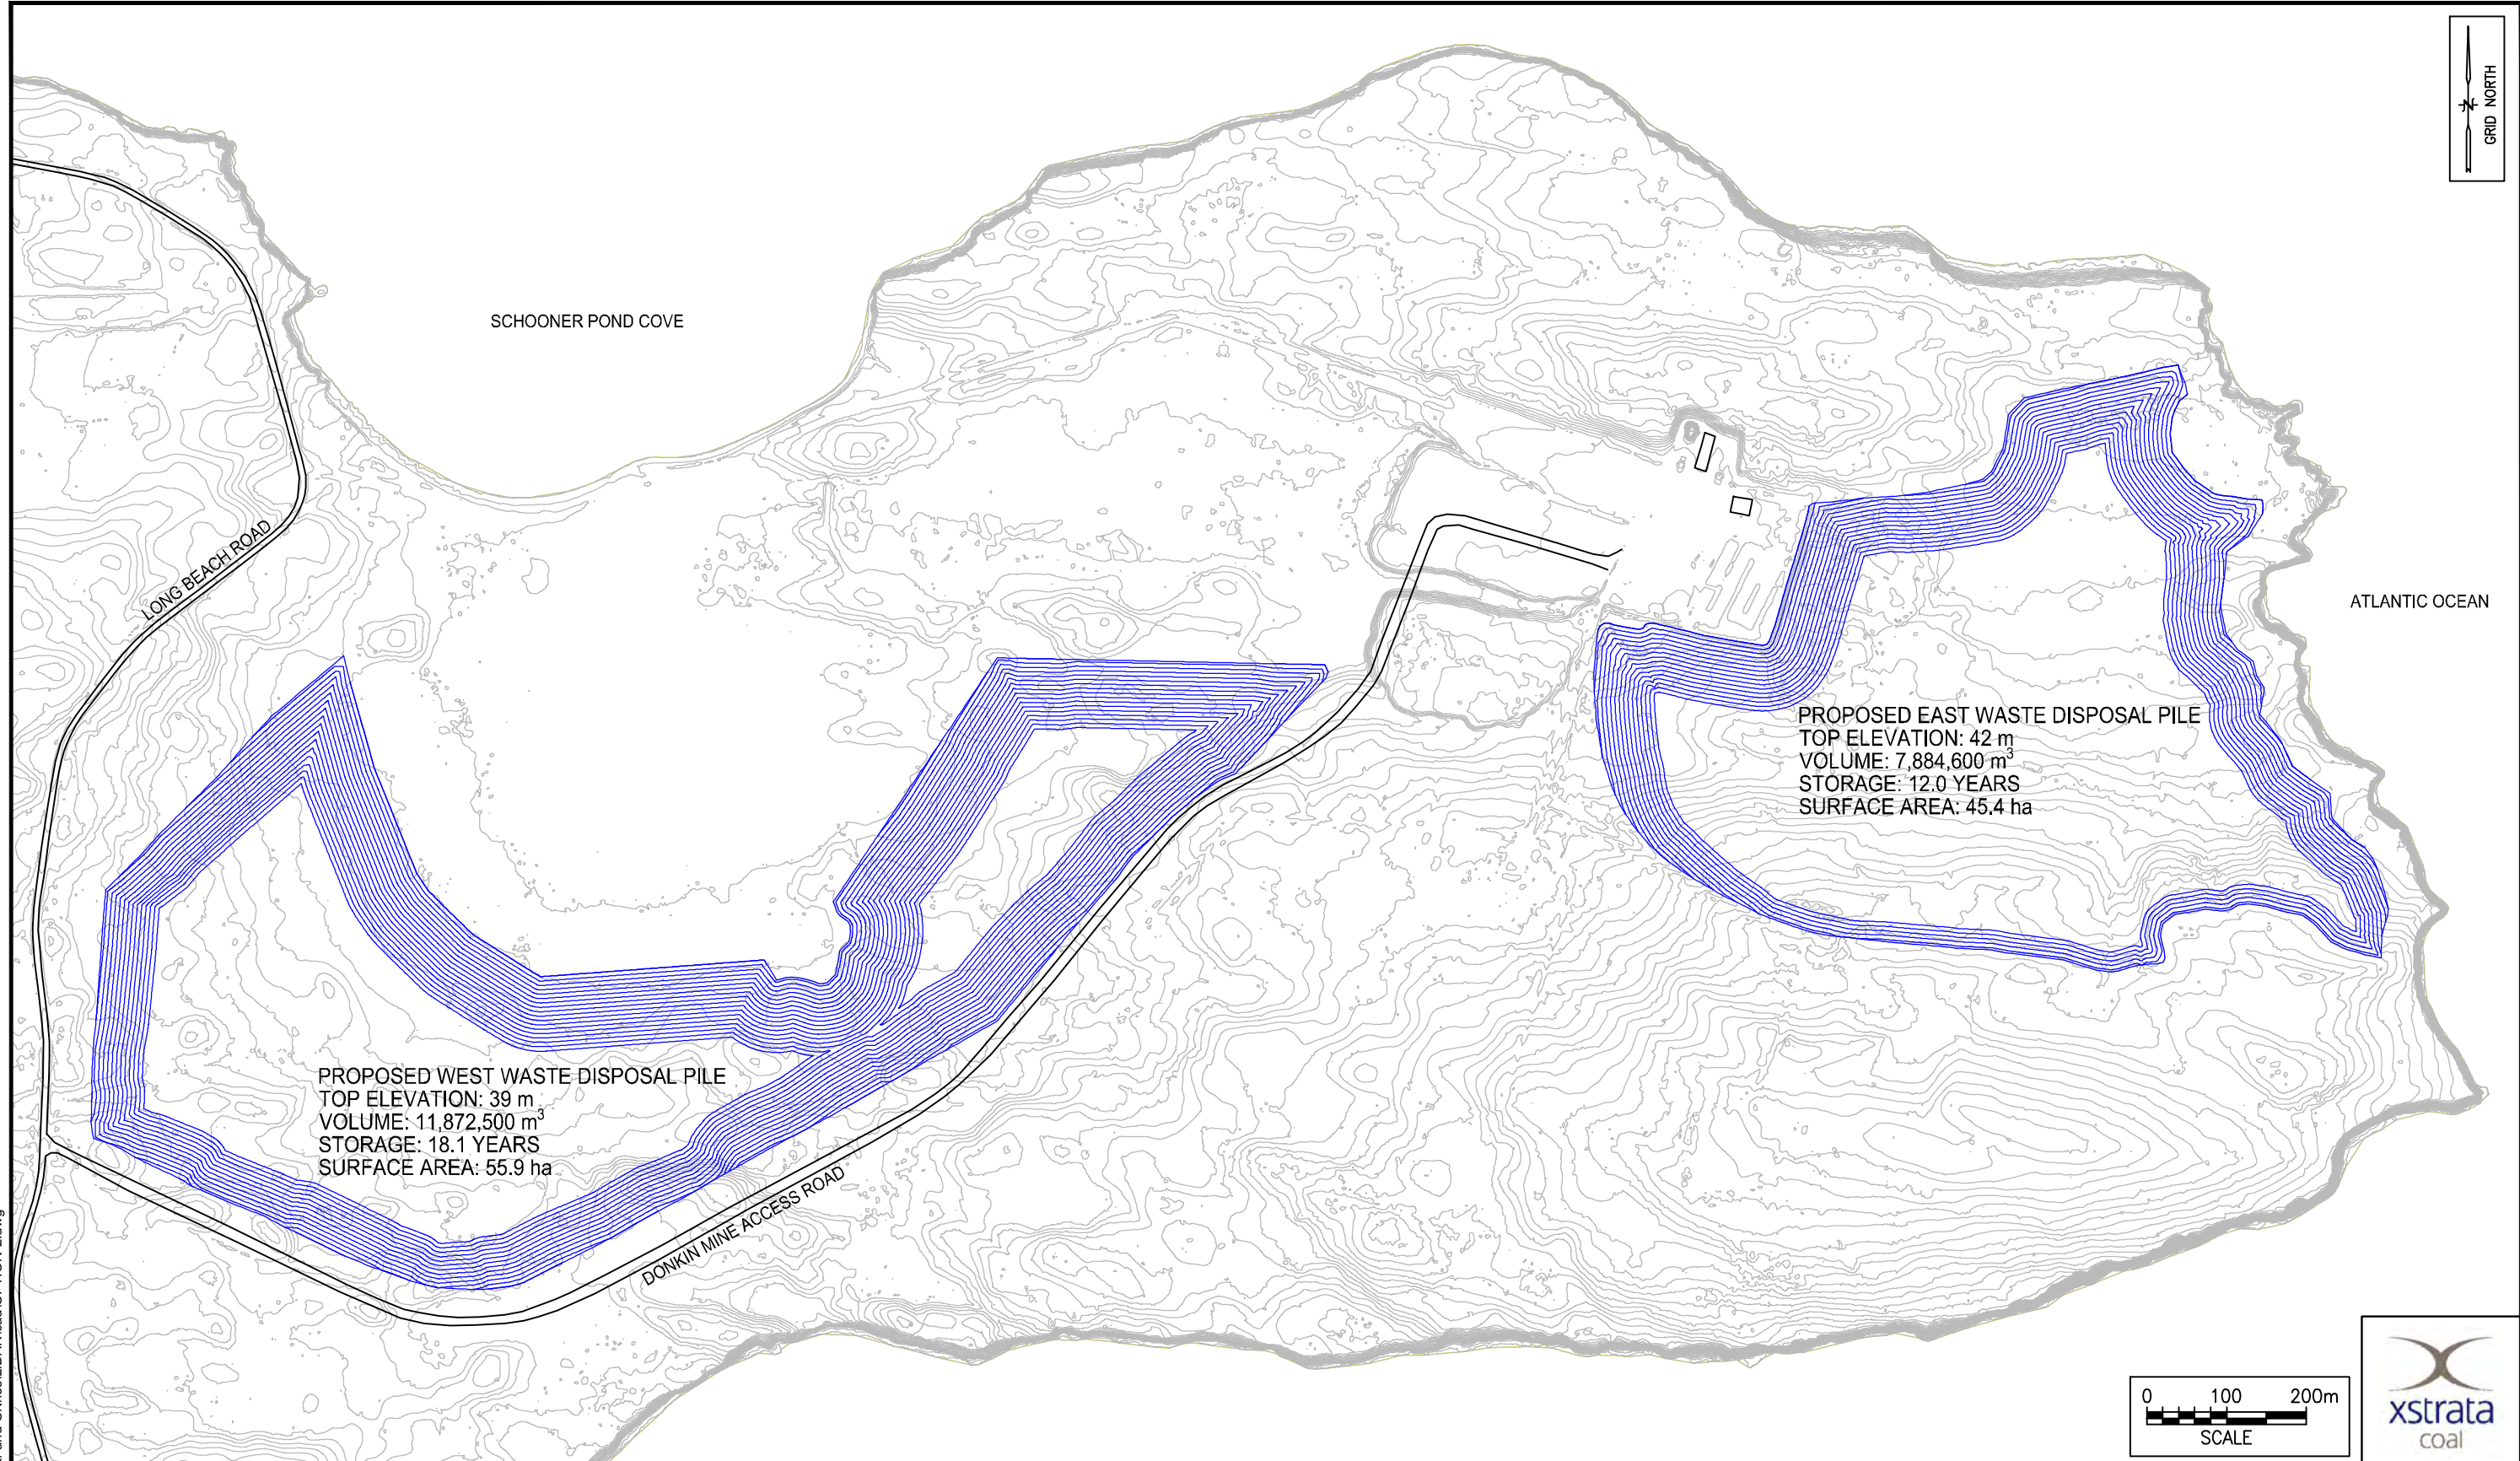 GRID NORTH
SCHOONER POND COVE
LONG BEACH ROAD
ATLANTIC OCEAN
PROPOSED EAST WASTE DISPOSAL PILE
TOP ELEVATION: 42 m
VOLUME: 7,884,600 m³
STORAGE: 12.0 YEARS
SURFACE AREA: 45.4 ha
PROPOSED WEST WASTE DISPOSAL PILE
TOP ELEVATION: 39 m
VOLUME: 11,872,500 m³
STORAGE: 18.1 YEARS
SURFACE AREA: 55.9 ha
DONKIN MINE ACCESS ROAD
0 100 200m
SCALE
xstrata
coal